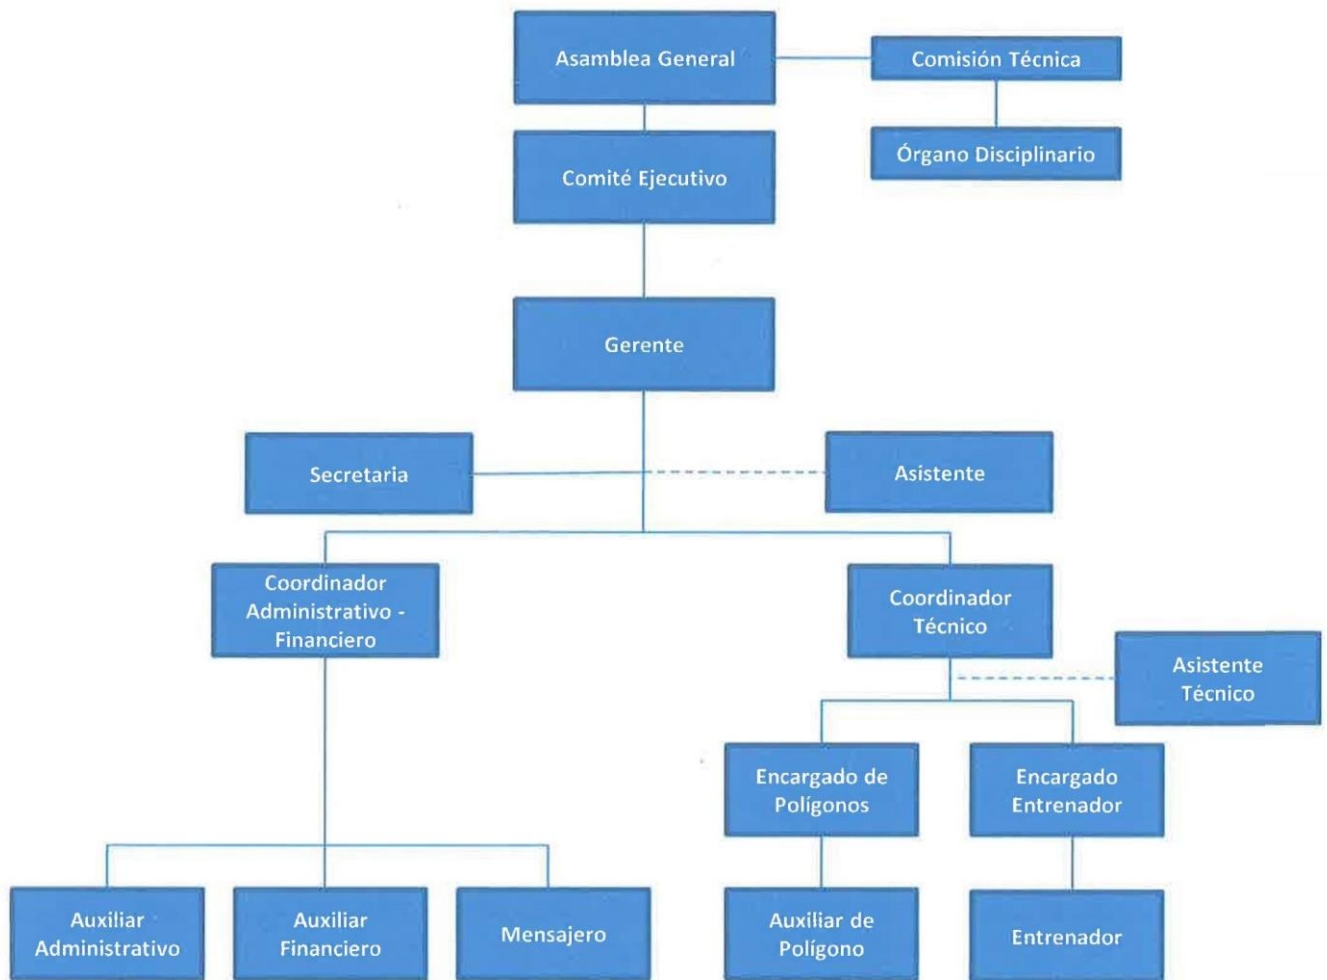 Asamblea General
Comisión Técnica
Órgano Disciplinario
Comité Ejecutivo
Gerente
Secretaria
Asistente
Coordinador
Administrativo -
Financiero
Coordinador
Técnico
Asistente
Técnico
Encargado de
Polígonos
Encargado
Entrenador
Auxiliar
Administrativo
Auxiliar
Financiero
Mensajero
Auxiliar de
Polígono
Entrenador